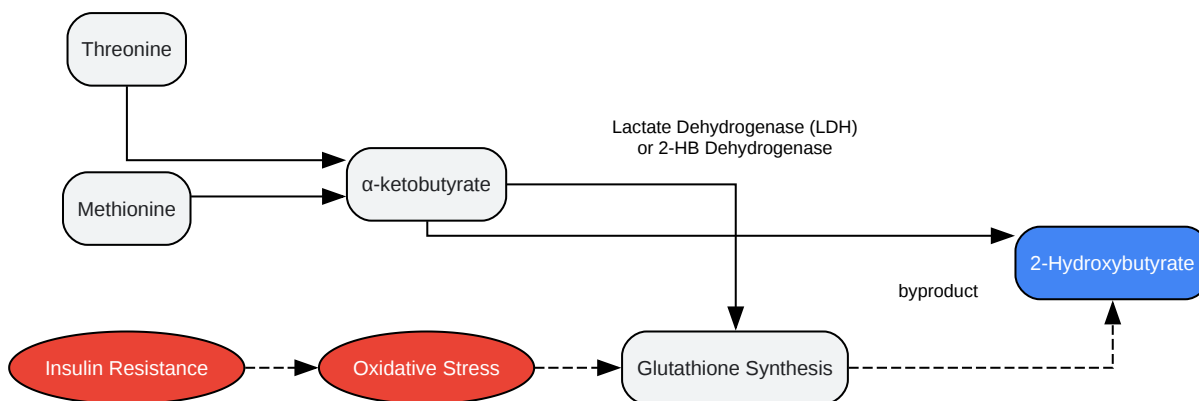 Threonine
Lactate Dehydrogenase (LDH)
or 2-HB Dehydrogenase
α-ketobutyrate
Methionine
2-Hydroxybutyrate
byproduct
Insulin Resistance
Oxidative Stress
Glutathione Synthesis